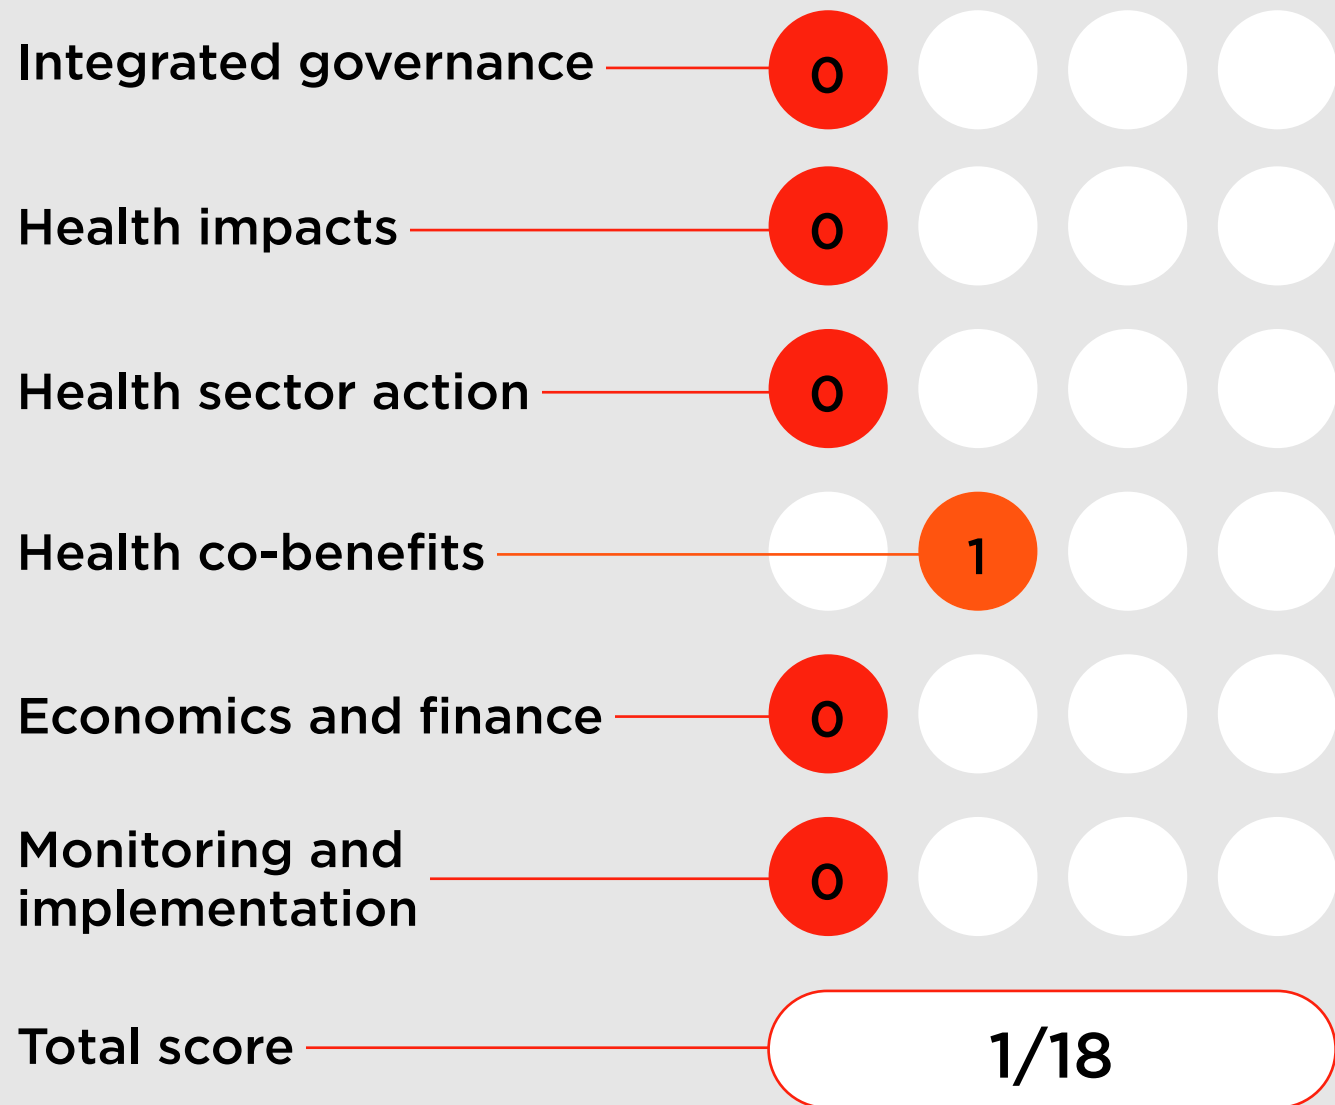 Integrated governance 0
Health impacts 0
Health sector action 0
Health co-benefits 1
Economics and finance 0
Monitoring and
implementation 0
Total score 1/18